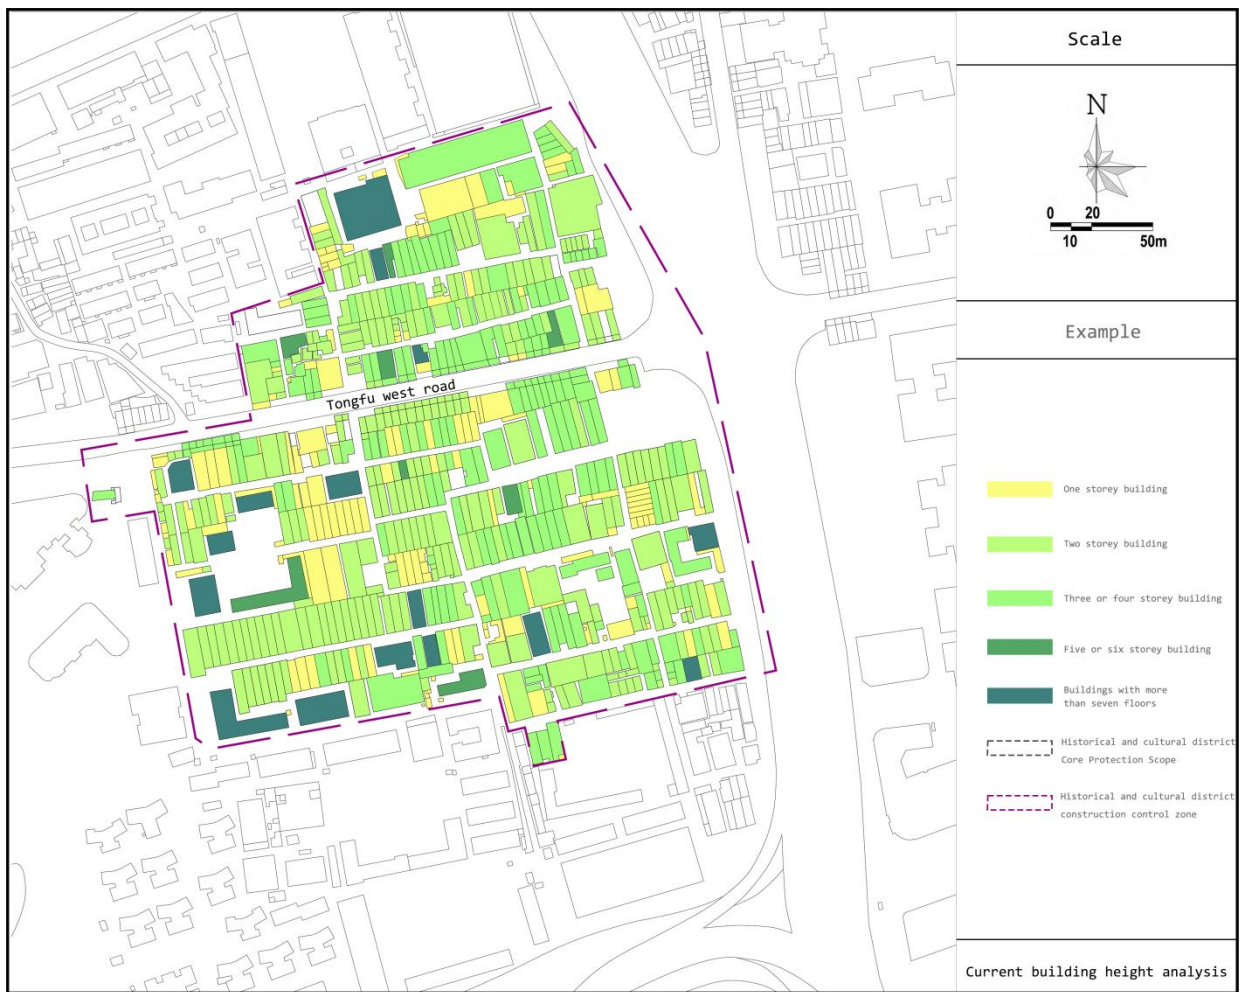 Scale
N
0 20
10 50m
Example
Tongfu west road
One storey building
Two storey building
Three or four storey building
Five or six storey building
Buildings with more
than seven floors
Historical and cultural district
Core Protection Scope
Historical and cultural district
construction control zone
Current building height analysis